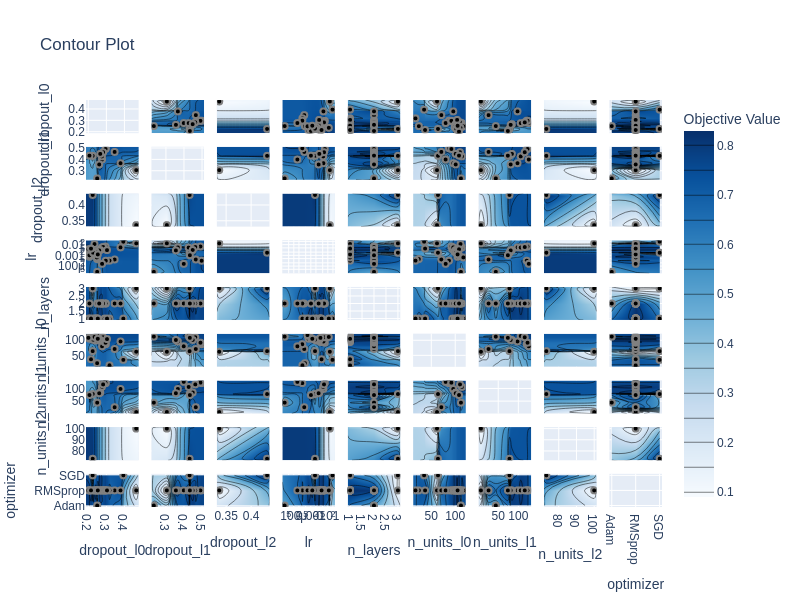 Contour Plot
Objective Value
dropout_l0
0.4
0.3
0.2
dropout_l1
0.5
0.4
0.3
dropout_l2
0.4
0.35
lr
0.01
0.001
100μ
n_layers
3
2.5
2
1.5
1
n_units_l0
100
50
n_units_l1
100
50
n_units_l2
100
90
80
optimizer
SGD
RMSprop
Adam
0.2 0.3 0.4
0.3 0.4 0.5
0.35 0.4
1 1.5 2 2.5 3
50 100
50 100
80 90 100
Adam RMSprop SGD
dropout_l0
dropout_l1
dropout_l2
lr
n_layers
n_units_l0
n_units_l1
n_units_l2
optimizer
0.8
0.7
0.6
0.5
0.4
0.3
0.2
0.1